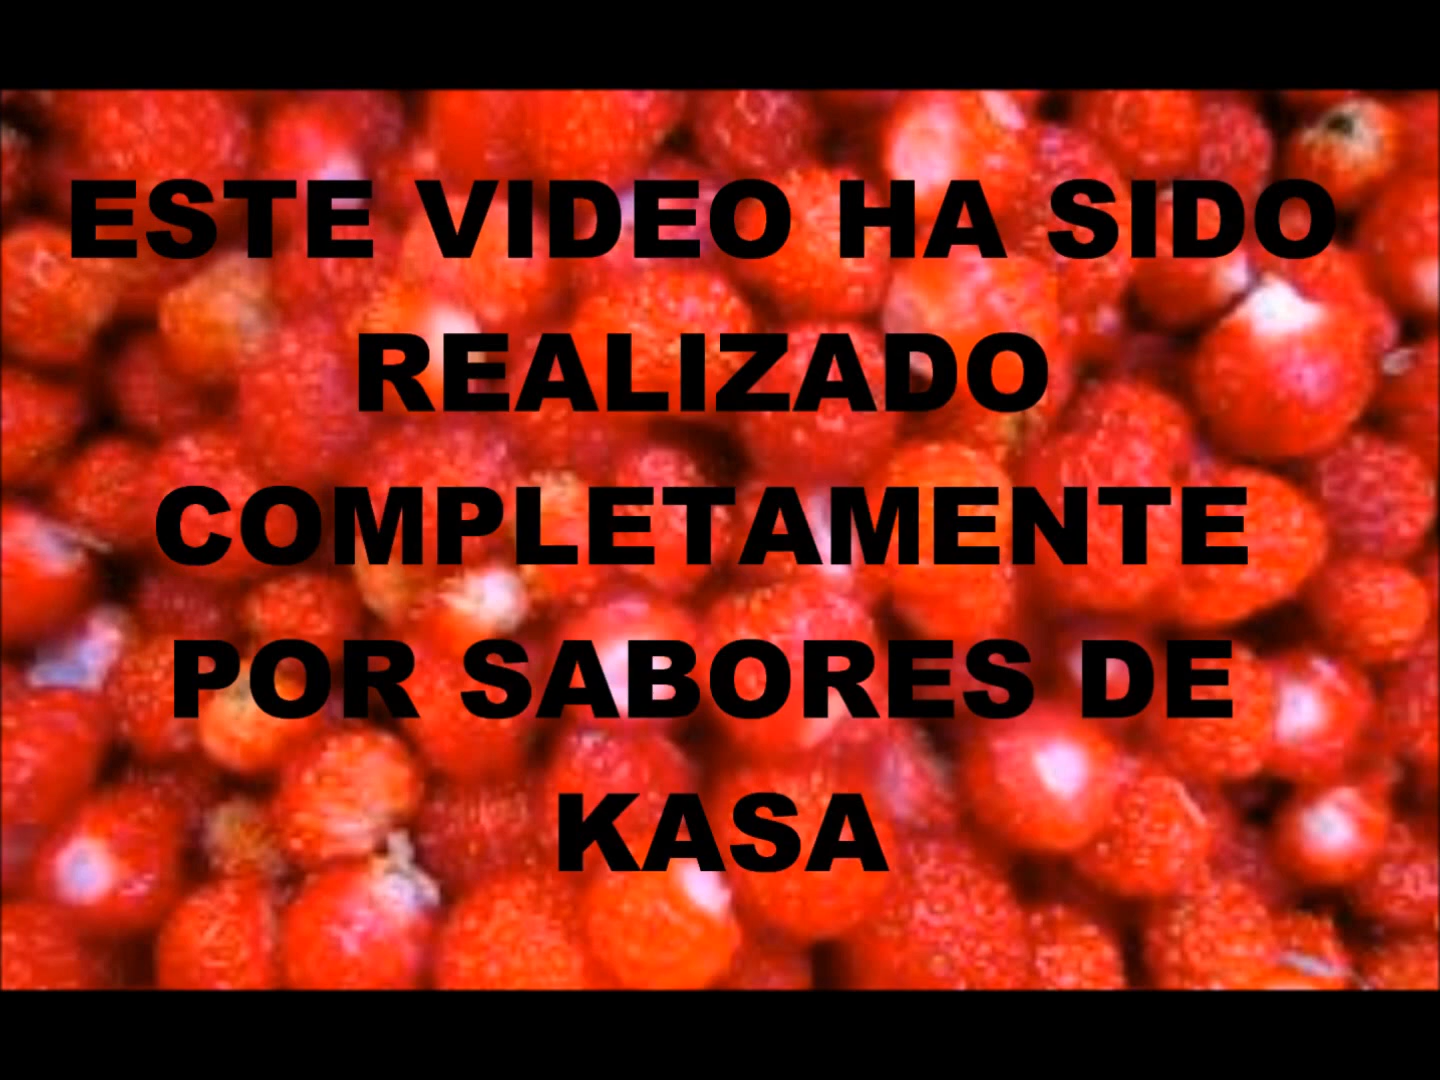 ESTE VIDEO HA SIDO
REALIZADO
COMPLETAMENTE
POR SABORES DE
KASA